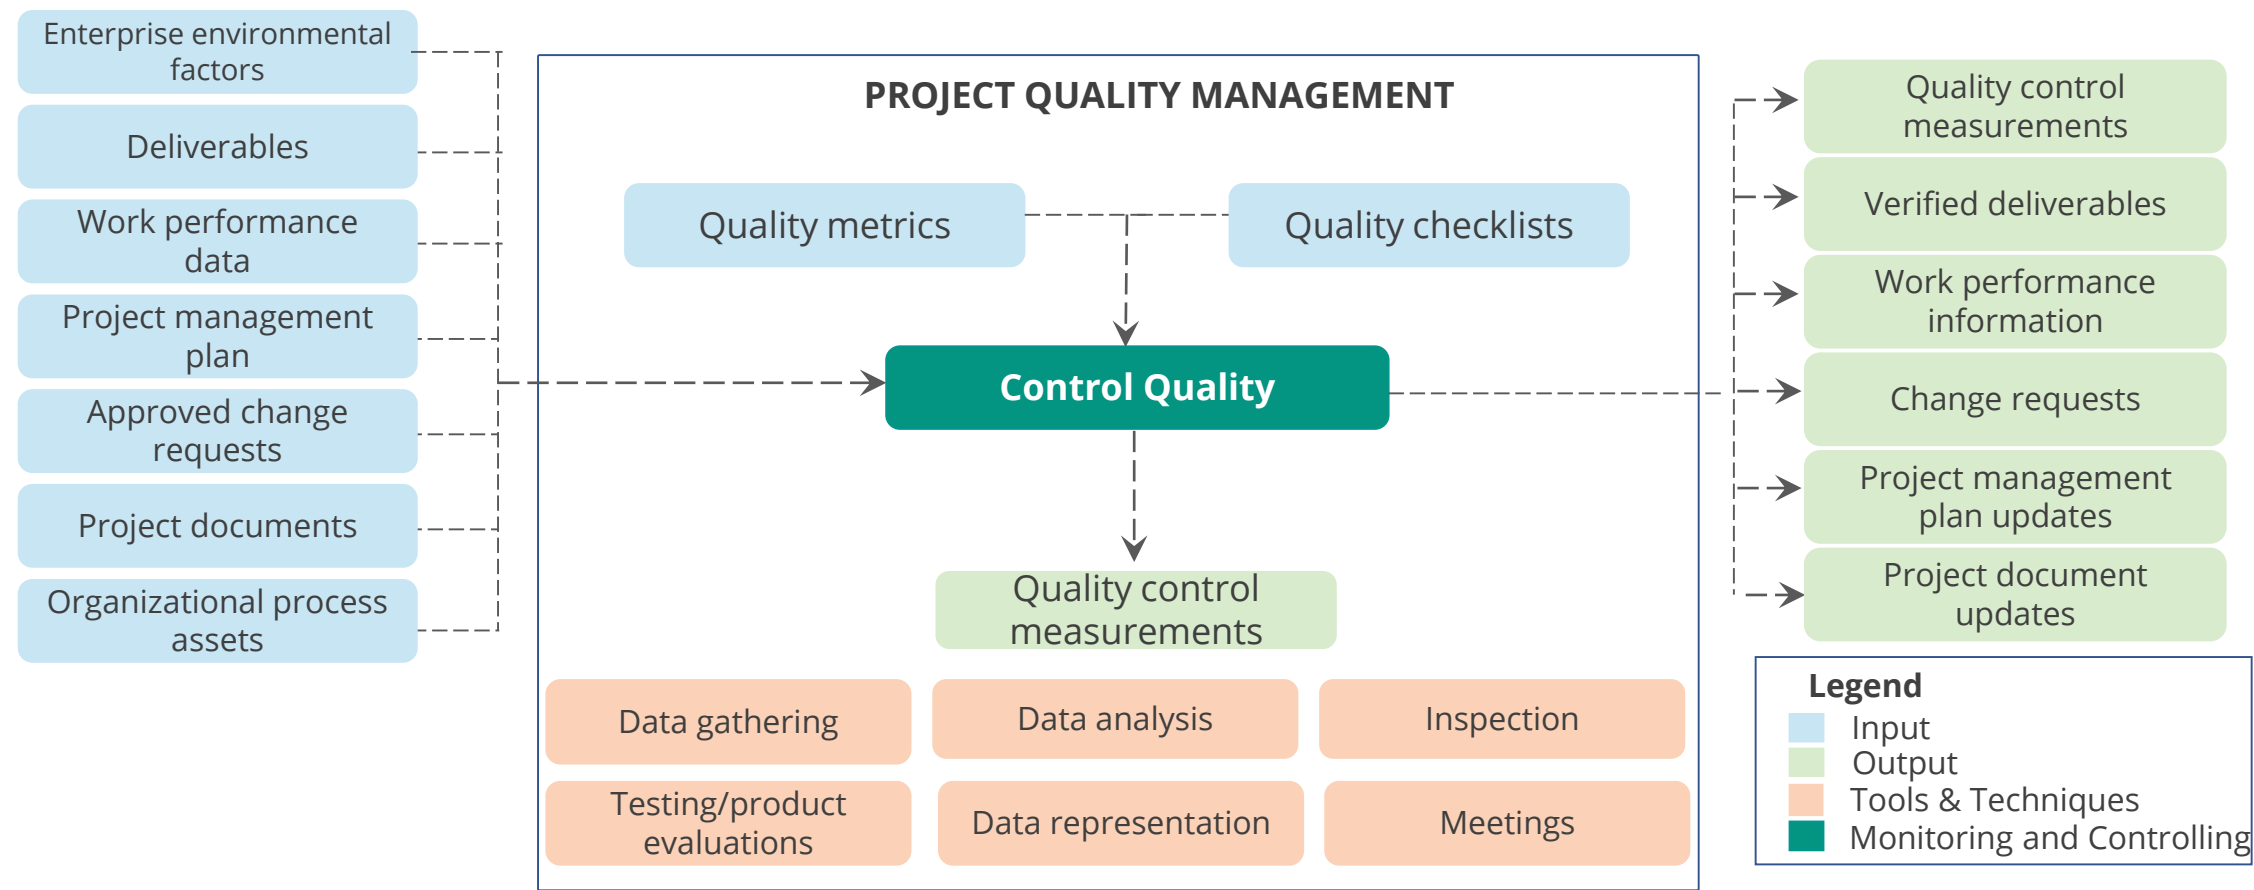 Enterprise environmental
factors
Deliverables
Work performance
data
Project management
plan
Approved change
requests
Project documents
Organizational process
assets
PROJECT QUALITY MANAGEMENT
Quality metrics
Quality checklists
Control Quality
Quality control
measurements
Data gathering
Data analysis
Inspection
Testing/product
evaluations
Data representation
Meetings
Quality control
measurements
Verified deliverables
Work performance
information
Change requests
Project management
plan updates
Project document
updates
Legend
Input
Output
Tools & Techniques
Monitoring and Controlling